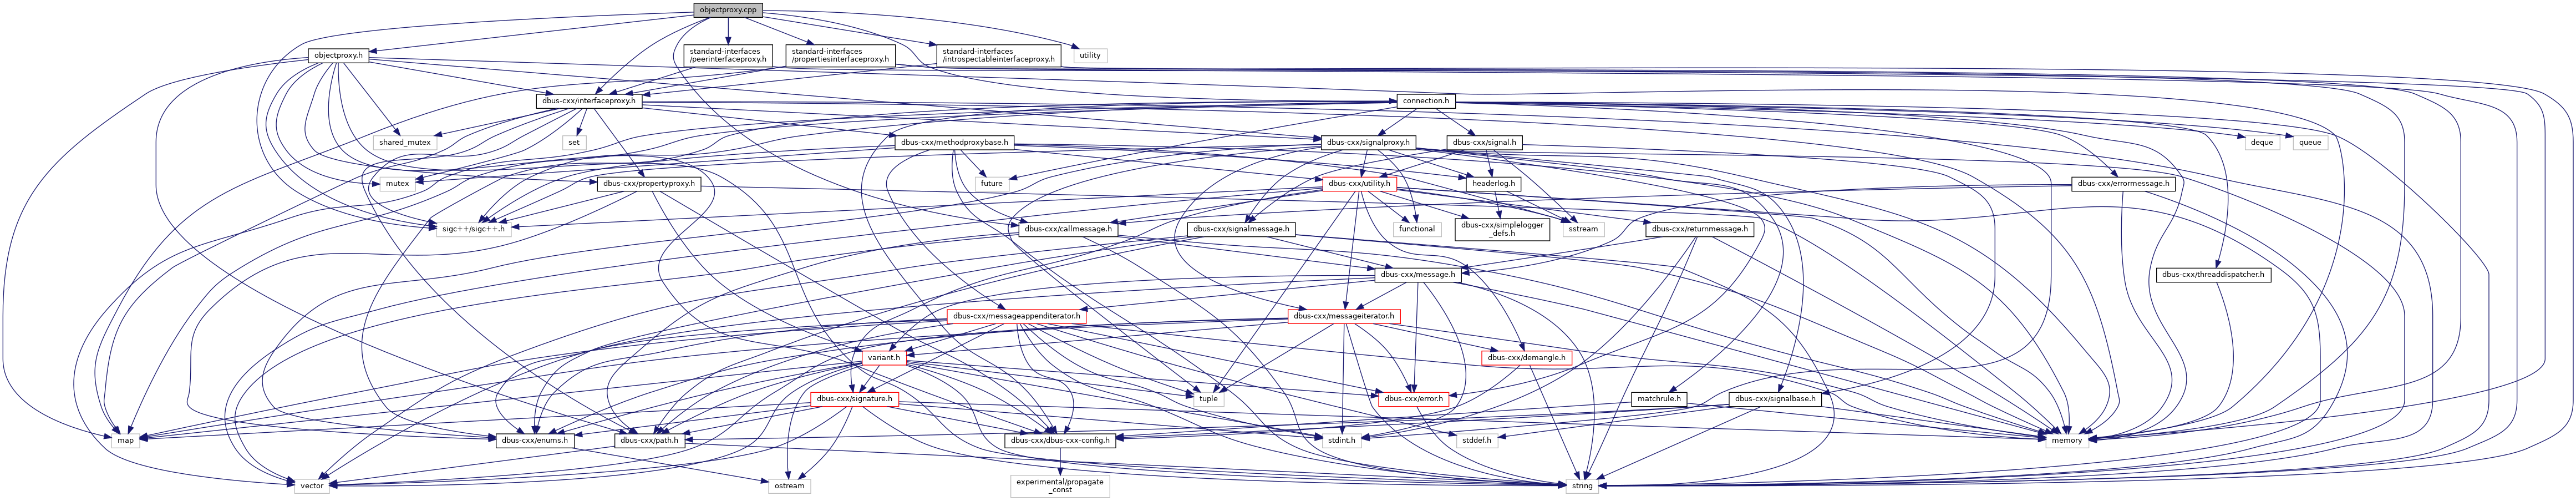 objectproxy.cpp
objectproxy.h
standard-interfaces
/peerinterfaceproxy.h
standard-interfaces
/propertiesinterfaceproxy.h
standard-interfaces
/introspectableinterfaceproxy.h
utility
dbus-cxx/interfaceproxy.h
connection.h
shared_mutex
set
dbus-cxx/methodproxybase.h
dbus-cxx/signalproxy.h
dbus-cxx/signal.h
deque
queue
mutex
dbus-cxx/propertyproxy.h
future
dbus-cxx/utility.h
headerlog.h
dbus-cxx/errormessage.h
sigc++/sigc++.h
dbus-cxx/callmessage.h
dbus-cxx/signalmessage.h
functional
dbus-cxx/simplelogger
_defs.h
sstream
dbus-cxx/returnmessage.h
dbus-cxx/message.h
dbus-cxx/threaddispatcher.h
dbus-cxx/messageappenditerator.h
dbus-cxx/messageiterator.h
variant.h
dbus-cxx/demangle.h
dbus-cxx/signature.h
tuple
dbus-cxx/error.h
matchrule.h
dbus-cxx/signalbase.h
map
dbus-cxx/enums.h
dbus-cxx/path.h
dbus-cxx/dbus-cxx-config.h
stdint.h
stddef.h
memory
vector
ostream
experimental/propagate
_const
string